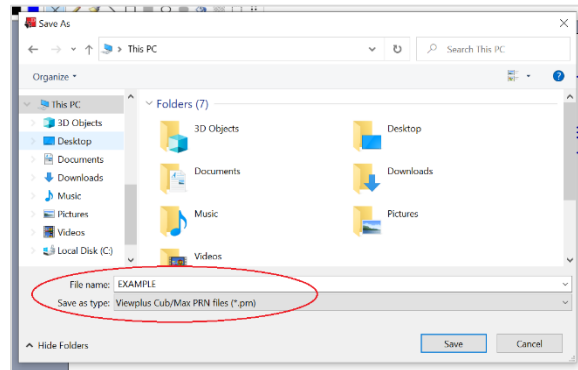 Save As
This PC
Search This PC
Organize
This PC
Folders (7)
3D Objects
3D Objects
Desktop
Desktop
Documents
Documents
Downloads
Downloads
Music
Music
Pictures
Pictures
Videos
Videos
Local Disk (C:)
File name: EXAMPLE
Save as type: Viewplus Cub/Max PRN files (*.prn)
Hide Folders
Save
Cancel